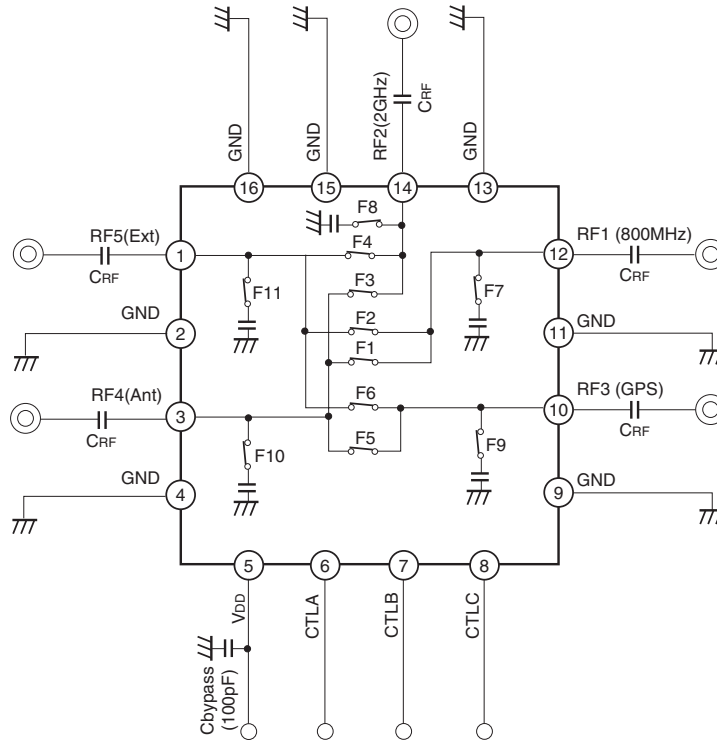 GND
GND
RF2(2GHz)
CRF
GND
16
15
14
13
F8
F4
F3
F2
F1
F6
F5
F11
F7
F10
F9
RF5(Ext)
CRF
1
GND
2
RF4(Ant)
CRF
3
GND
4
12
RF1 (800MHz)
CRF
11
GND
10
RF3 (GPS)
CRF
9
GND
5
6
7
8
VDD
CTLA
CTLB
CTLC
Cbypass
(100pF)